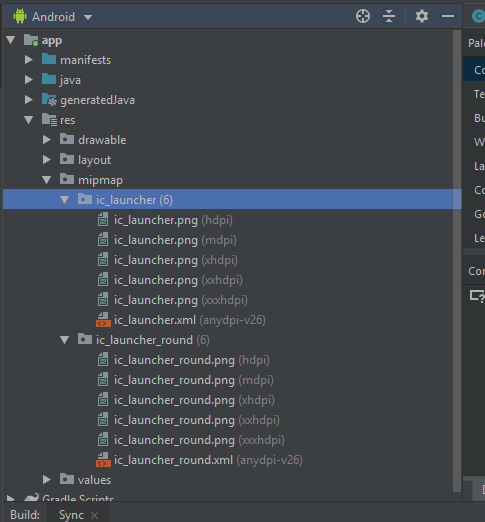 Android
app
manifests
java
generatedJava
res
drawable
layout
mipmap
ic_launcher (6)
ic_launcher.png (hdpi)
ic_launcher.png (mdpi)
ic_launcher.png (xhdpi)
ic_launcher.png (xxhdpi)
ic_launcher.png (xxxhdpi)
ic_launcher.xml (anydpi-v26)
ic_launcher_round (6)
ic_launcher_round.png (hdpi)
ic_launcher_round.png (mdpi)
ic_launcher_round.png (xhdpi)
ic_launcher_round.png (xxhdpi)
ic_launcher_round.png (xxxhdpi)
ic_launcher_round.xml (anydpi-v26)
values
Gradle Scripts
Build: Sync
C
Pale
Co
Te
Bu
W
La
Co
Go
Le
Con